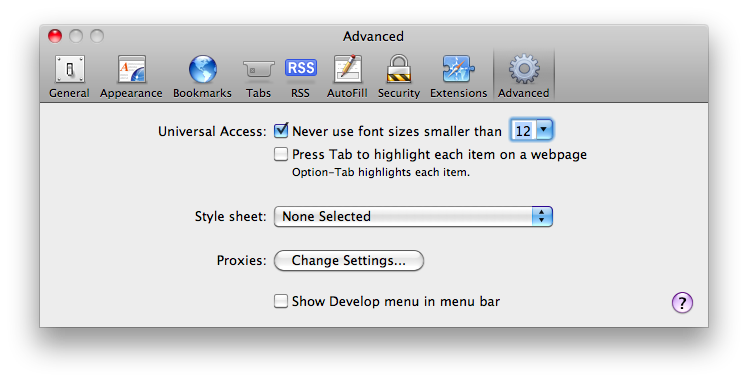 Advanced
General Appearance Bookmarks Tabs RSS RSS AutoFill Security Extensions Advanced
Universal Access: Never use font sizes smaller than 12
Press Tab to highlight each item on a webpage
Option-Tab highlights each item.
Style sheet: None Selected
Proxies: Change Settings...
Show Develop menu in menu bar
?